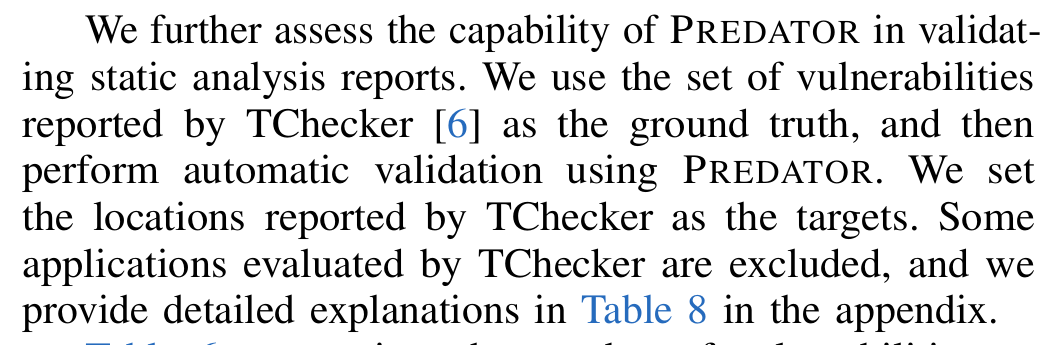 We further assess the capability of PREDATOR in validat-
ing static analysis reports. We use the set of vulnerabilities
reported by TChecker [6] as the ground truth, and then
perform automatic validation using PREDATOR. We set
the locations reported by TChecker as the targets. Some
applications evaluated by TChecker are excluded, and we
provide detailed explanations in Table 8 in the appendix.